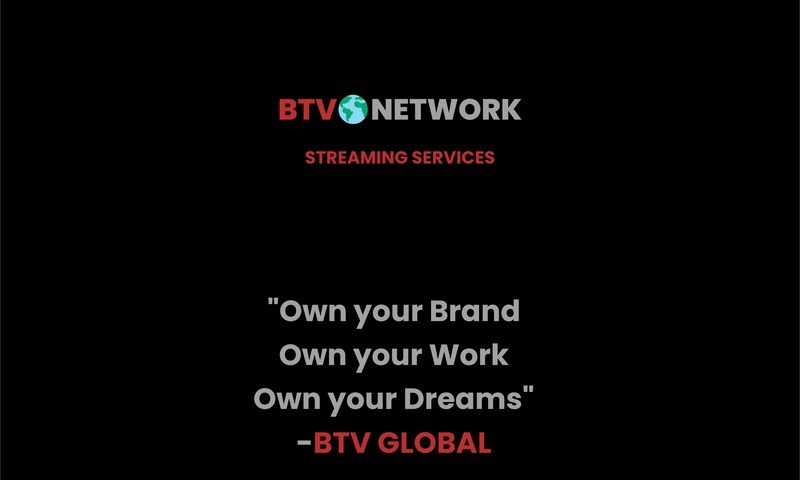 BTV🌍NETWORK
STREAMING SERVICES
"Own your Brand
Own your Work
Own your Dreams"
-BTV GLOBAL